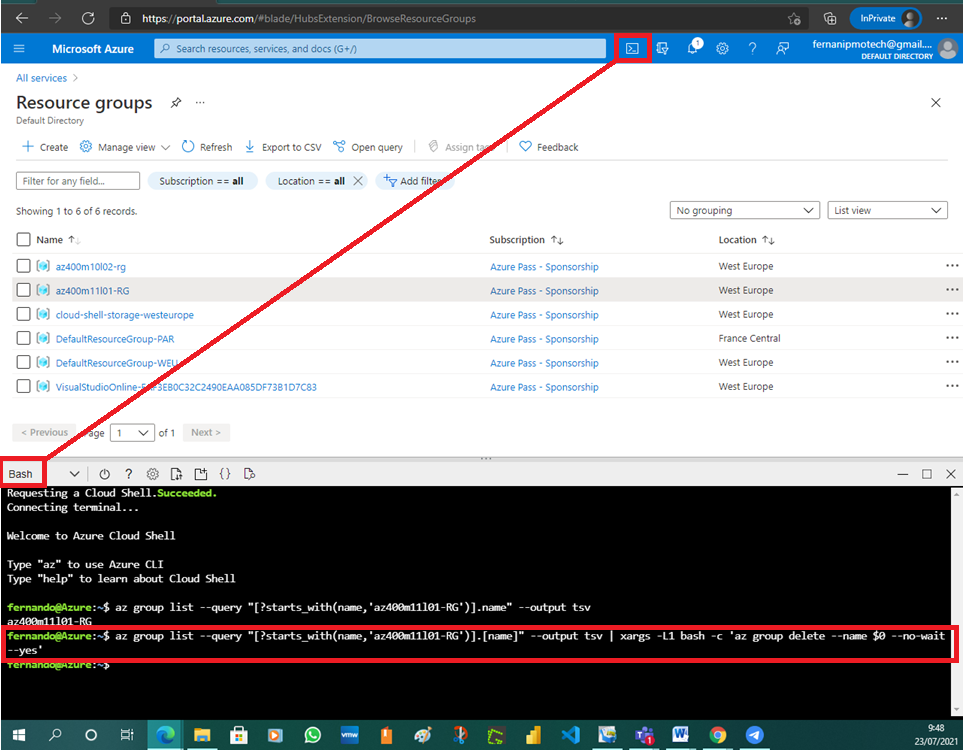 https://portal.azure.com/#blade/HubsExtension/BrowseResourceGroups
InPrivate
Microsoft Azure
Search resources, services, and docs (G+/)
1
fernanipmotech@gmail....
DEFAULT DIRECTORY
All services >
Resource groups
Default Directory
Create
Manage view
Refresh
Export to CSV
Open query
Assign tags
Feedback
Filter for any field...
Subscription == all
Location == all
Add filter
Showing 1 to 6 of 6 records.
No grouping
List view
Name
Subscription
Location
az400m10l02-rg Azure Pass - Sponsorship West Europe
az400m11l01-RG Azure Pass - Sponsorship West Europe
cloud-shell-storage-westeurope Azure Pass - Sponsorship West Europe
DefaultResourceGroup-PAR Azure Pass - Sponsorship France Central
DefaultResourceGroup-WEU Azure Pass - Sponsorship West Europe
Azure Pass - Sponsorship West Europe
< Previous Page 1 of 1 Next >
Bash
Requesting a Cloud Shell.Succeeded.
Connecting terminal...
Welcome to Azure Cloud Shell
Type "az" to use Azure CLI
Type "help" to learn about Cloud Shell
fernando@Azure:~$ az group list --query "[?starts_with(name,'az400m11l01-RG')].name" --output tsv
az400m11l01-RG
fernando@Azure:~$ az group list --query "[?starts_with(name,'az400m11l01-RG')].[name]" --output tsv | xargs -L1 bash -c 'az group delete --name $0 --no-wait
--yes'
fernando@Azure:~$
vmw
1
9:48
23/07/2021